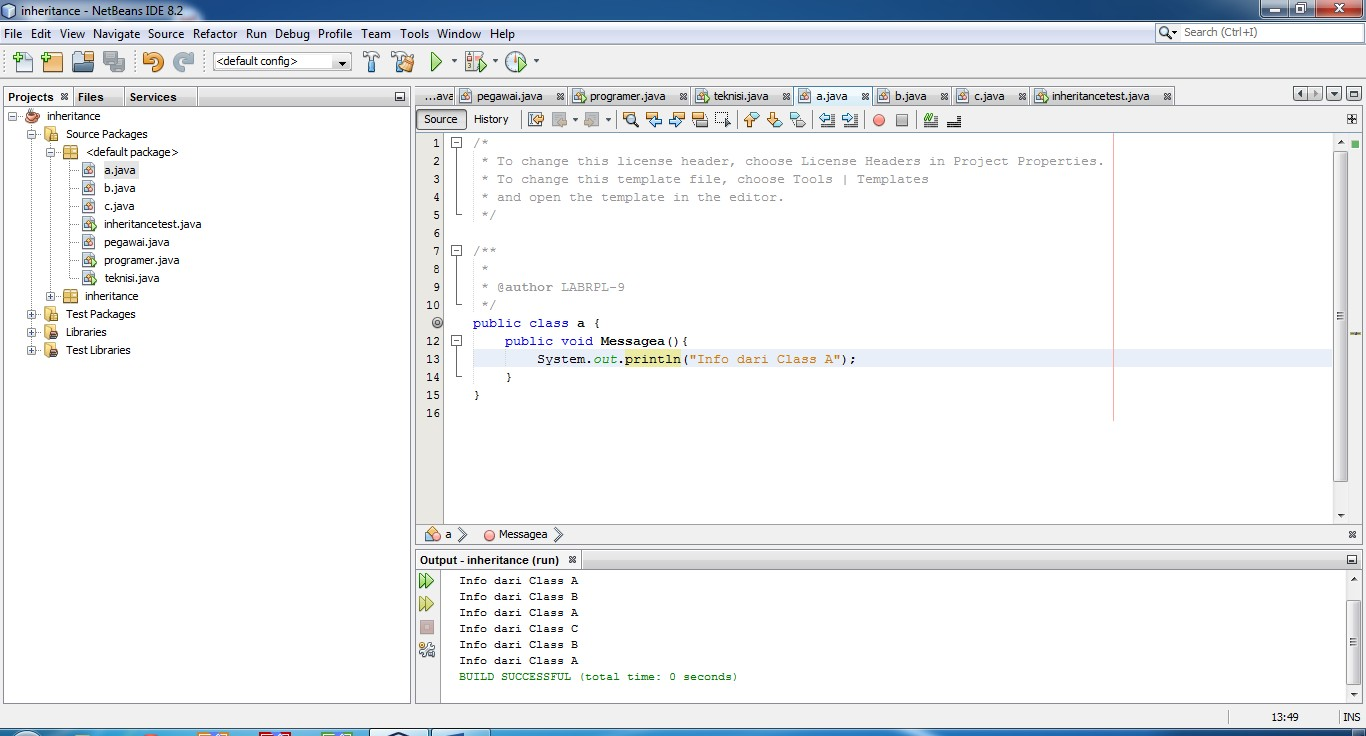 inheritance - NetBeans IDE 8.2
File Edit View Navigate Source Refactor Run Debug Profile Team Tools Window Help
Search (Ctrl+I)
<default config>
Projects Files Services
...ava pegawai.java programer.java teknisi.java a.java b.java c.java inheritancetest.java
Source History
inheritance
Source Packages
<default package>
a.java
b.java
c.java
inheritancetest.java
pegawai.java
programer.java
teknisi.java
inheritance
Test Packages
Libraries
Test Libraries
1 /*
2 * To change this license header, choose License Headers in Project Properties.
3 * To change this template file, choose Tools | Templates
4 * and open the template in the editor.
5 */
6
7 /**
8 *
9 * @author LABRPL-9
10 */
public class a {
12 public void Messagea(){
13 System.out.println("Info dari Class A");
14 }
15 }
16
a Messagea
Output - inheritance (run)
Info dari Class A
Info dari Class B
Info dari Class A
Info dari Class C
Info dari Class B
Info dari Class A
BUILD SUCCESSFUL (total time: 0 seconds)
13:49 INS